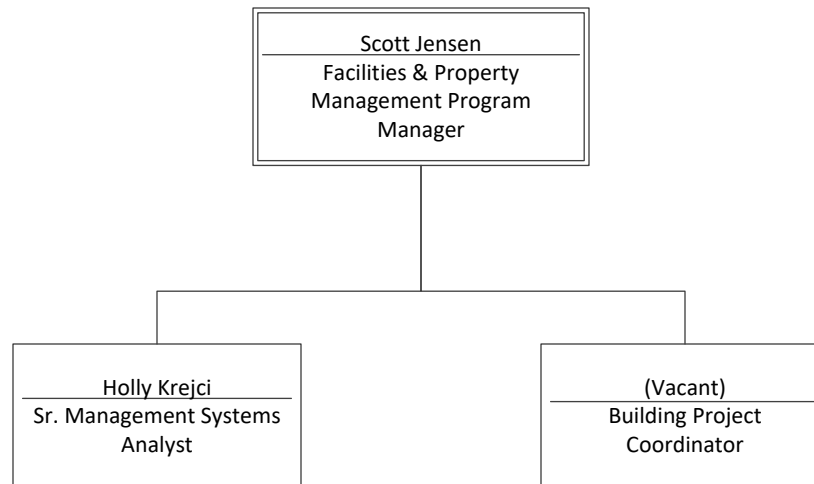 Scott Jensen
Facilities & Property
Management Program
Manager
Holly Krejci
Sr. Management Systems
Analyst
(Vacant)
Building Project
Coordinator